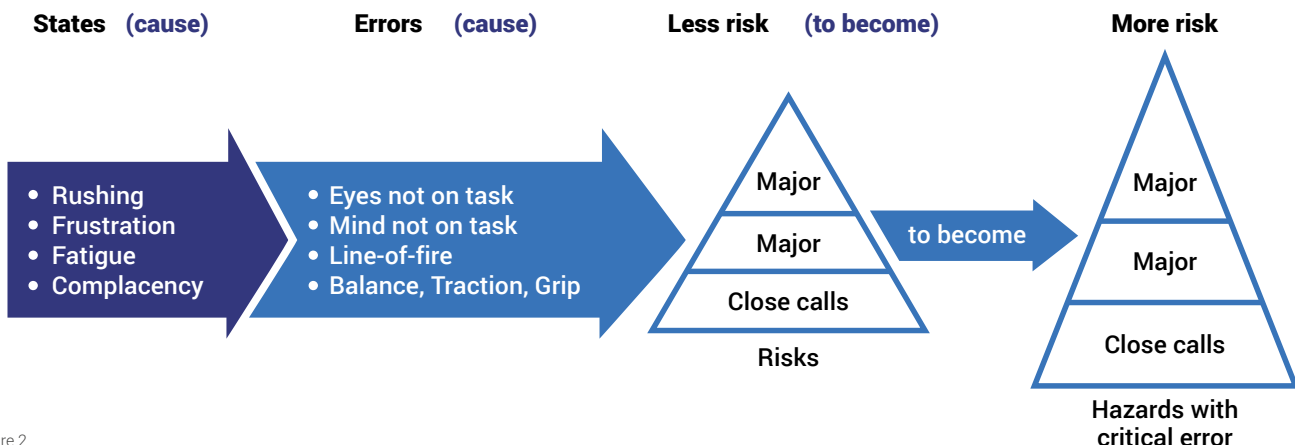 States (cause) Errors (cause) Less risk (to become) More risk
• Rushing
• Frustration
• Fatigue
• Complacency
• Eyes not on task
• Mind not on task
• Line-of-fire
• Balance, Traction, Grip
Major
Major
Close calls
Risks
to become
Major
Major
Close calls
Hazards with
critical error
re 2